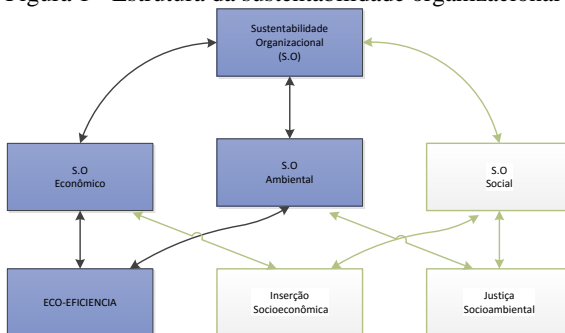 Figura 1 - Estrutura da sustentabilidade organizacional
Sustentabilidade
Organizacional
(S.O)
S.O
Econômico
S.O
Ambiental
S.O
Social
ECO-EFICIENCIA
Inserção
Socioeconômica
Justiça
Socioambiental